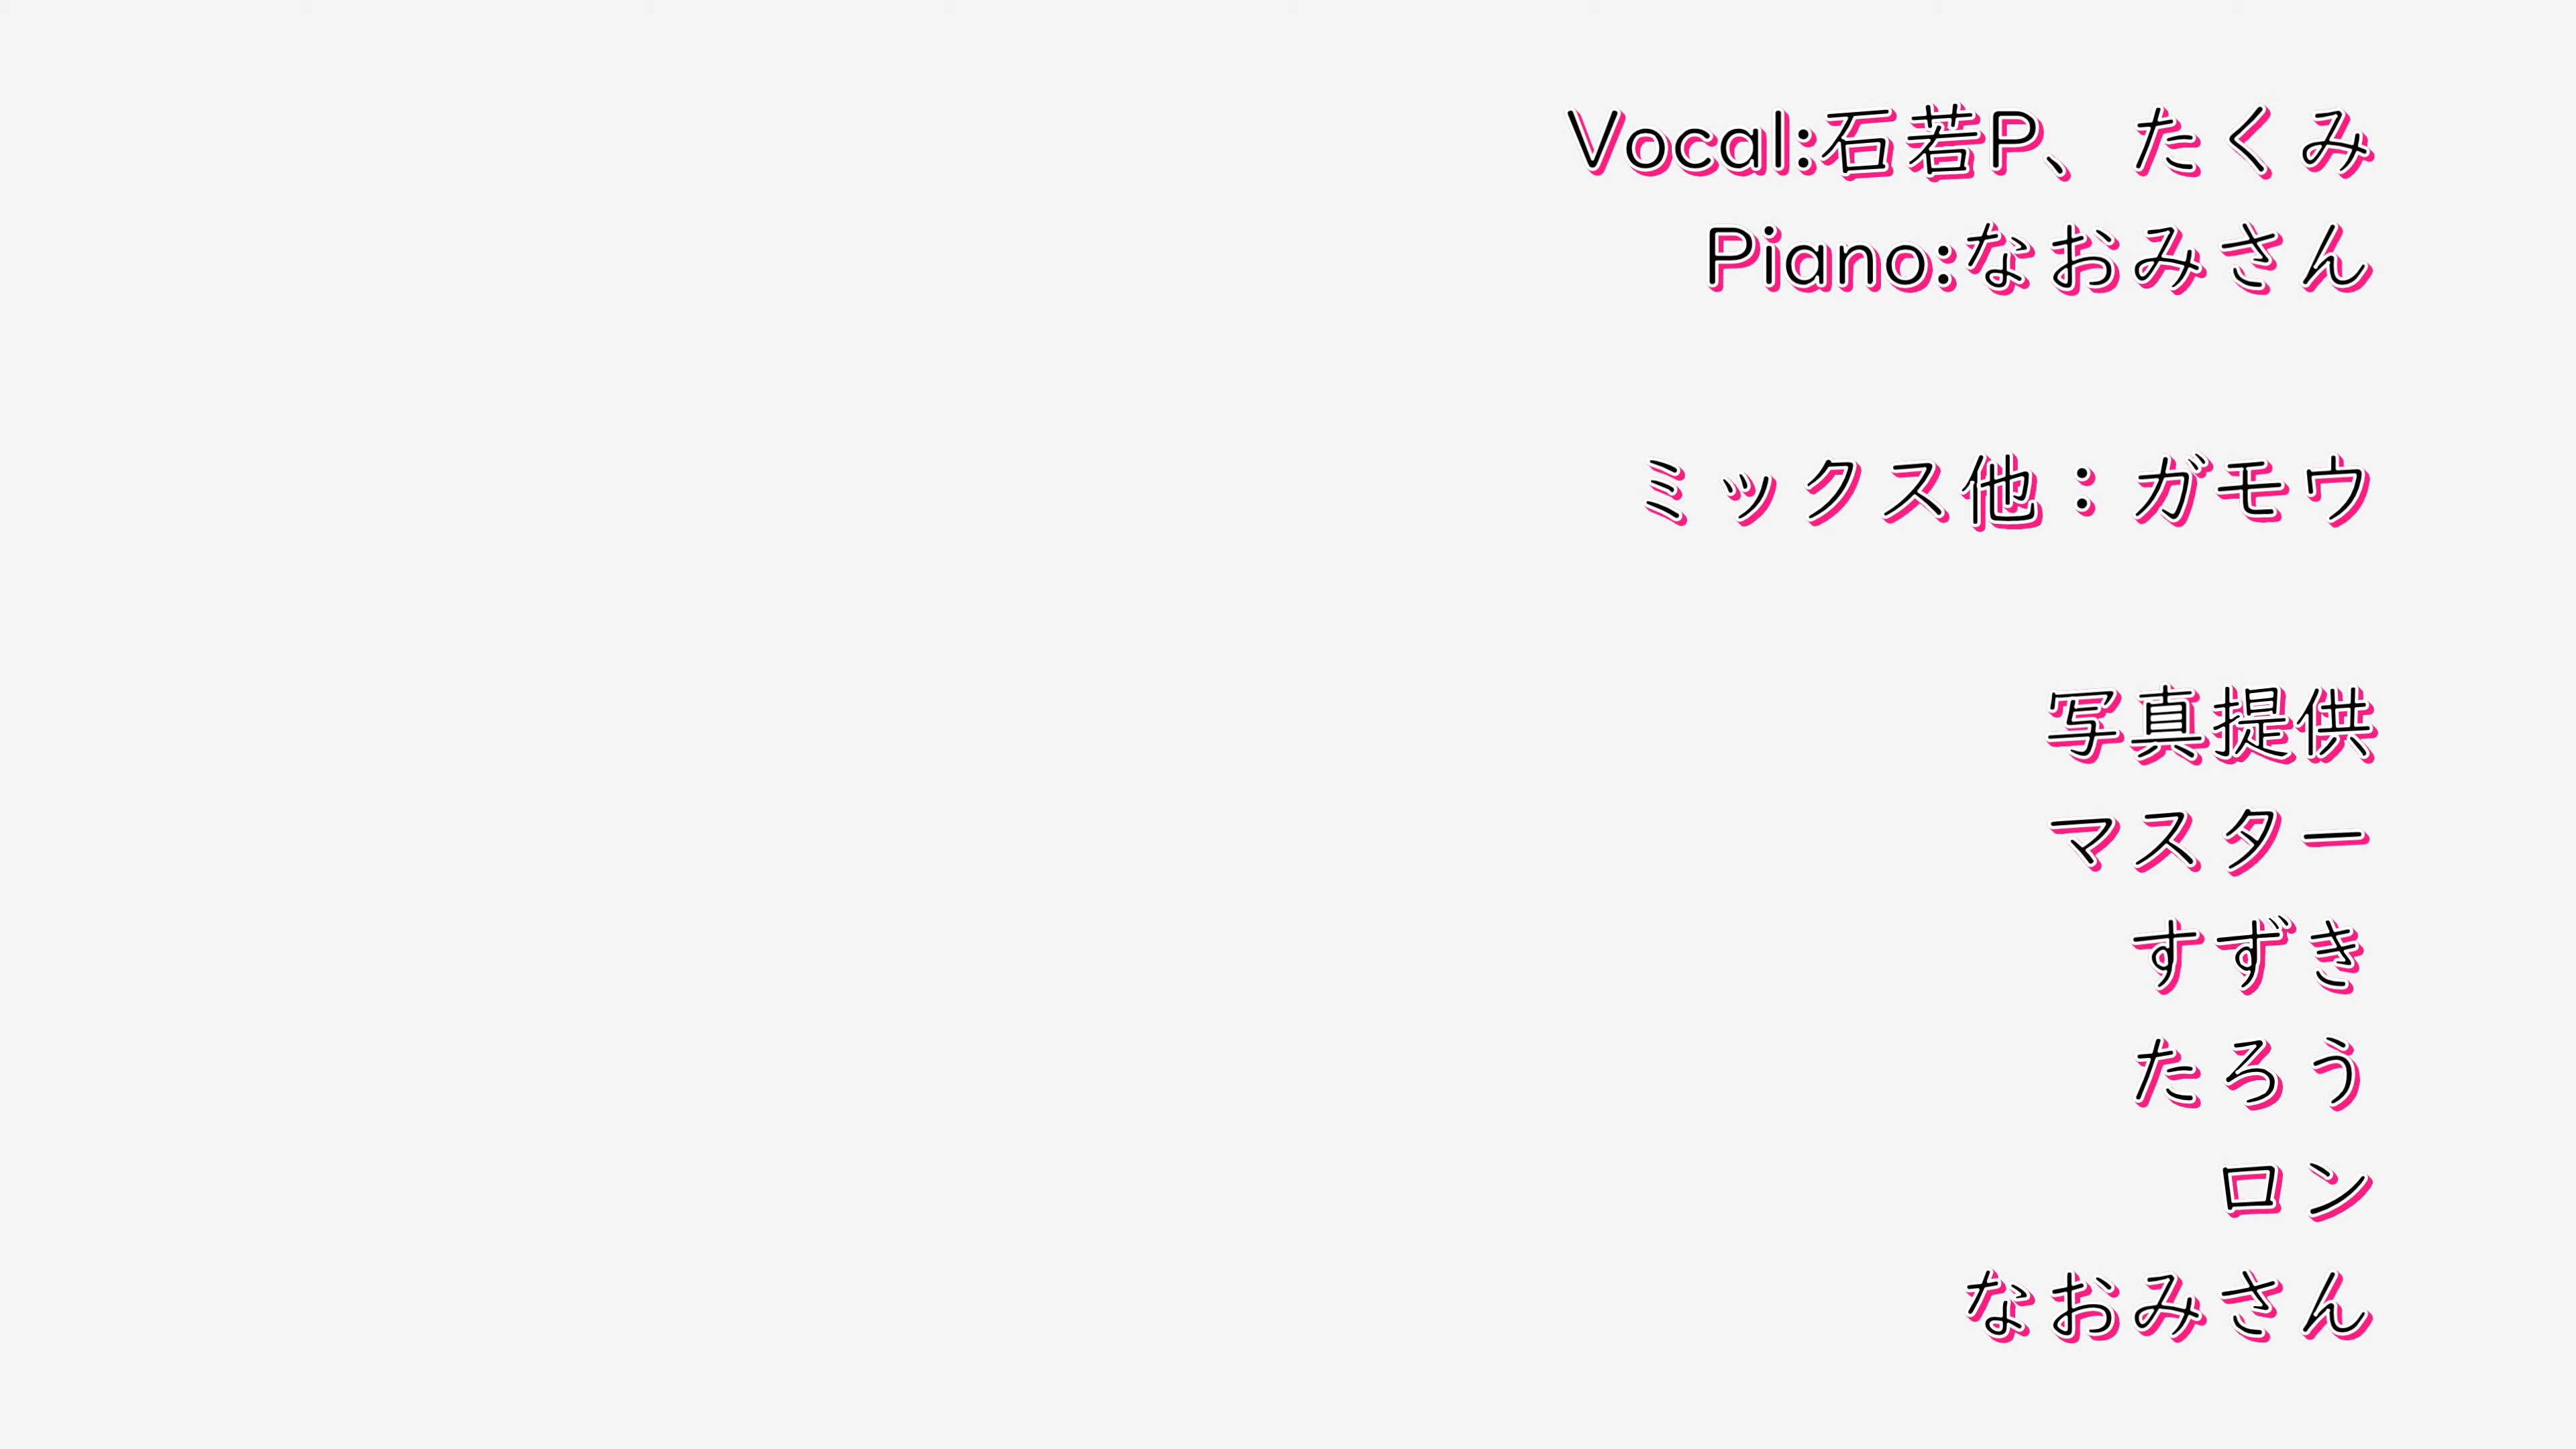 Vocal:石若P、たくみ
Piano:なおみさん
ミックス他：ガモウ
写真提供
マスター
すずき
たろう
ロン
なおみさん